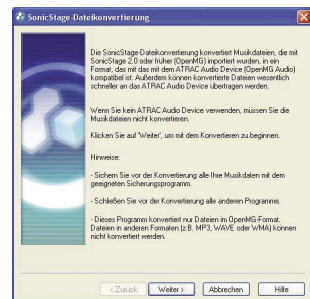 SonicStage-Dateikonvertierung
Die SonicStage-Dateikonvertierung konvertiert Musikdateien, die mit
SonicStage 2.0 oder früher (OpenMG) importiert wurden, in ein
Format, das mit das mit dem ATRAC Audio Device (OpenMG Audio)
kompatibel ist. Außerdem können konvertierte Dateien wesentlich
schneller an das ATRAC Audio Device übertragen werden.
Wenn Sie kein ATRAC Audio Device verwenden, müssen Sie die
Musikdateien nicht konvertieren.
Klicken Sie auf 'Weiter', um mit dem Konvertieren zu beginnen.
Hinweise:
- Sichern Sie vor der Konvertierung alle Ihre Musikdaten mit dem
geeigneten Sicherungsprogramm.
- Schließen Sie vor der Konvertierung alle anderen Programme.
- Dieses Programm konvertiert nur Dateien im OpenMG-Format.
Dateien in anderen Formaten (z.B. MP3, WAVE oder WMA) können
nicht konvertiert werden.
< Zurück Weiter > Abbrechen Hilfe